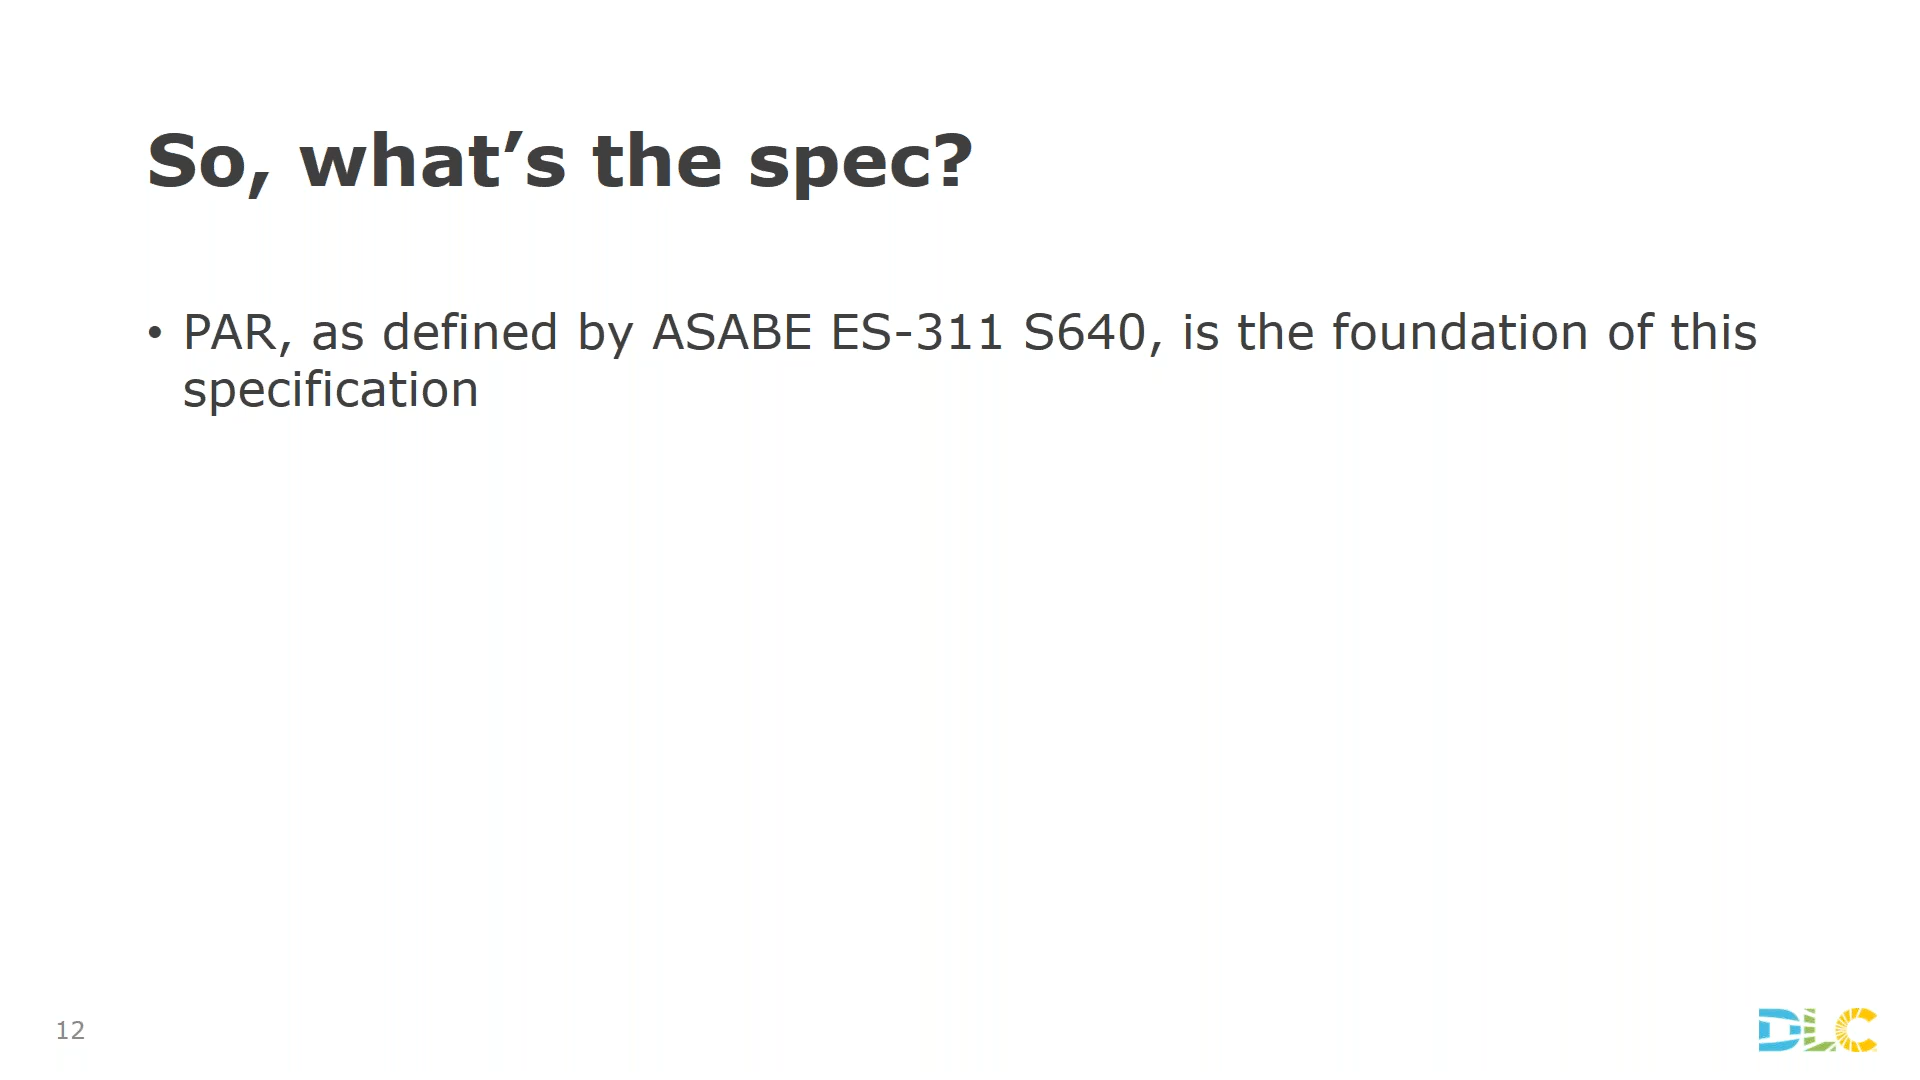 So, what’s the spec?
• PAR, as defined by ASABE ES-311 S640, is the foundation of this
specification
12
DLC